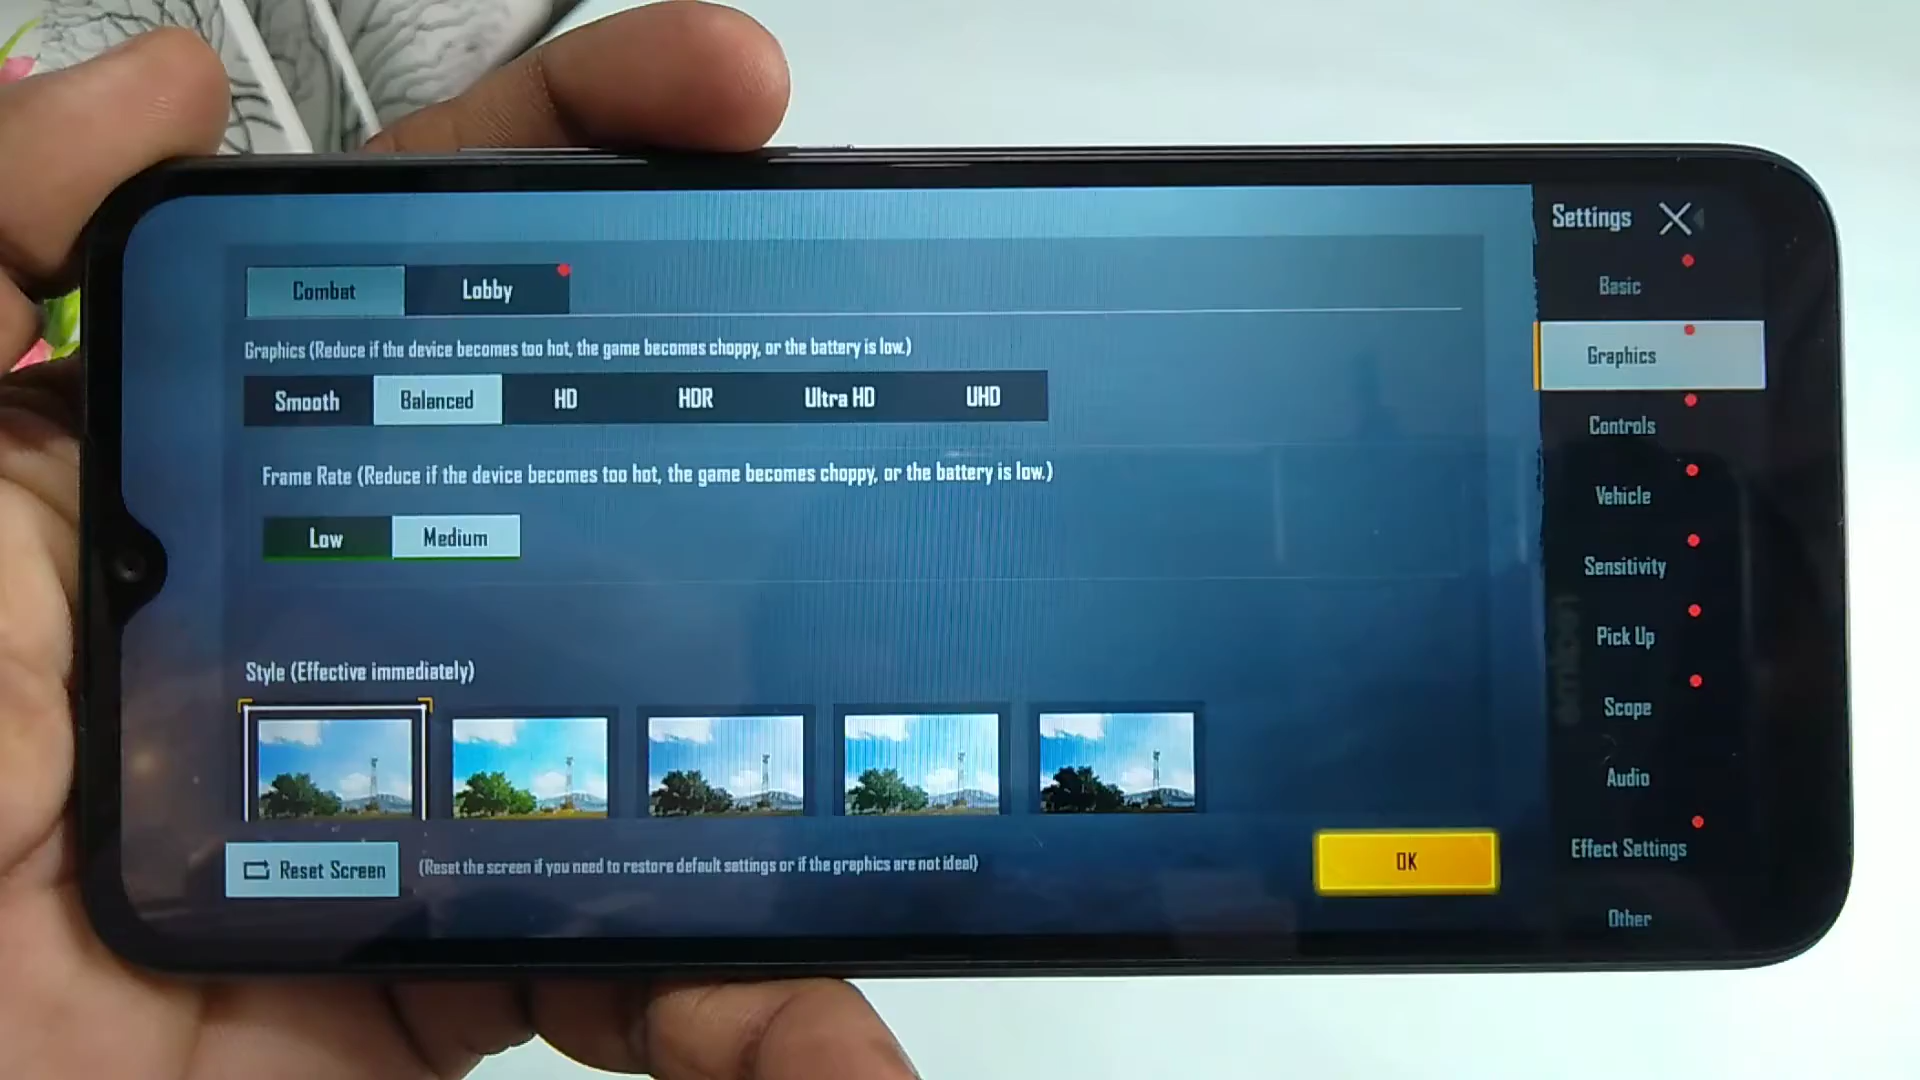 Settings
Combat Lobby
Graphics (Reduce if the device becomes too hot, the game becomes choppy, or the battery is low.)
Smooth Balanced HD HDR Ultra HD UHD
Frame Rate (Reduce if the device becomes too hot, the game becomes choppy, or the battery is low.)
Low Medium
Style (Effective immediately)
Reset Screen (Reset the screen if you need to restore default settings or if the graphics are not ideal)
OK
Basic
Graphics
Controls
Vehicle
Sensitivity
Pick Up
Scope
Audio
Effect Settings
Other